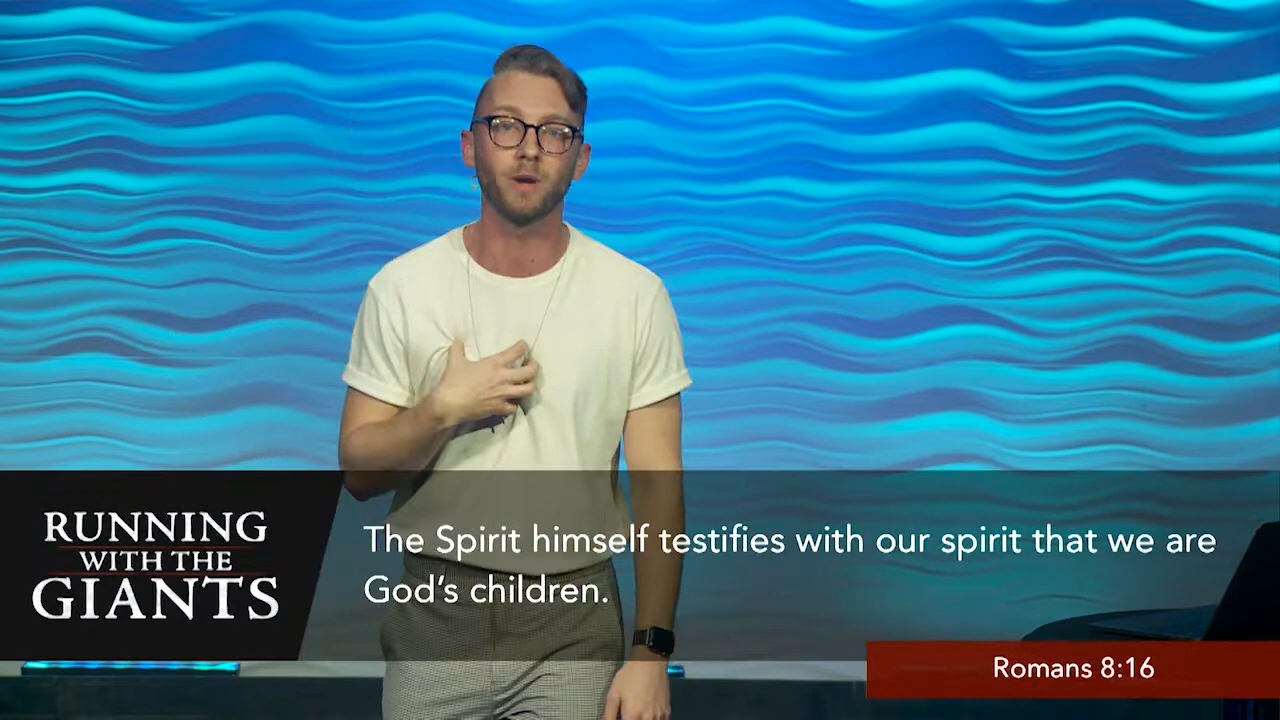 RUNNING
WITH THE
GIANTS
The Spirit himself testifies with our spirit that we are
God's children.
Romans 8:16